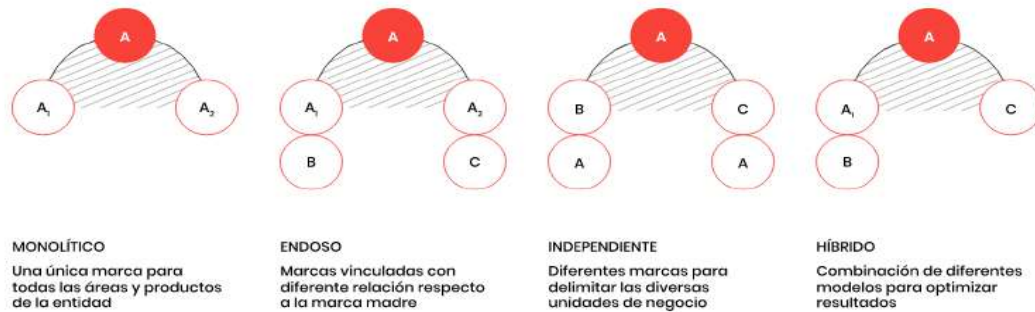 A
A₁
A₂
MONOLÍTICO
Una única marca para
todas las áreas y productos
de la entidad
A
A₁
A₂
B
C
ENDOSO
Marcas vinculadas con
diferente relación respecto
a la marca madre
A
B
C
A
A
INDEPENDIENTE
Diferentes marcas para
delimitar las diversas
unidades de negocio
A
A₁
C
B
HÍBRIDO
Combinación de diferentes
modelos para optimizar
resultados